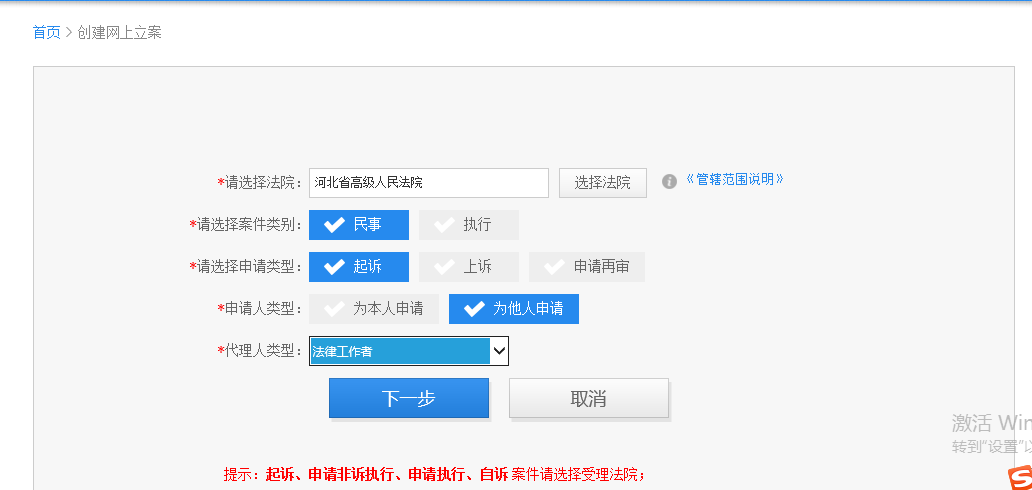 首页 > 创建网上立案
*请选择法院： 河北省高级人民法院 选择法院 i 《管辖范围说明》
*请选择案件类别： 民事 执行
*请选择申请类型： 起诉 上诉 申请再审
*申请人类型： 为本人申请 为他人申请
*代理人类型： 法律工作者
下一步 取消
激活 Win
转到"设置"以
提示：起诉、申请非诉执行、申请执行、自诉 案件请选择受理法院；